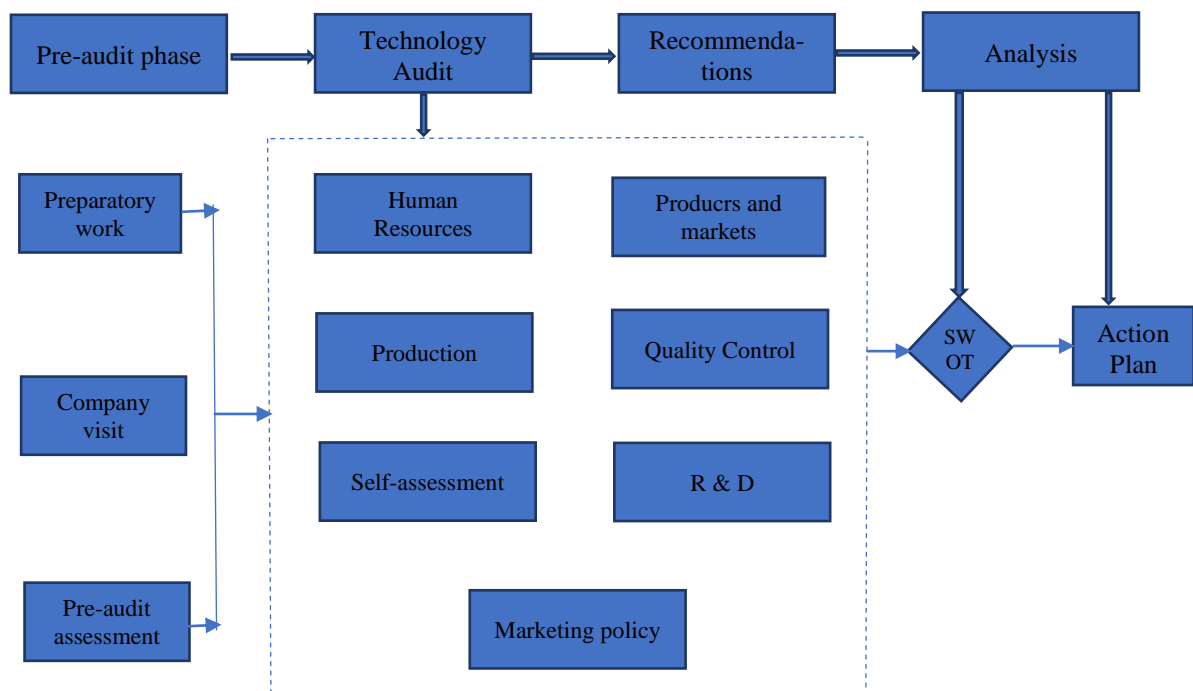 Pre-audit phase
Technology
Audit
Recommenda-
tions
Analysis
Preparatory
work
Human
Resources
Producrs and
markets
Production
Quality Control
SW
OT
Action
Plan
Company
visit
Self-assessment
R & D
Pre-audit
assessment
Marketing policy